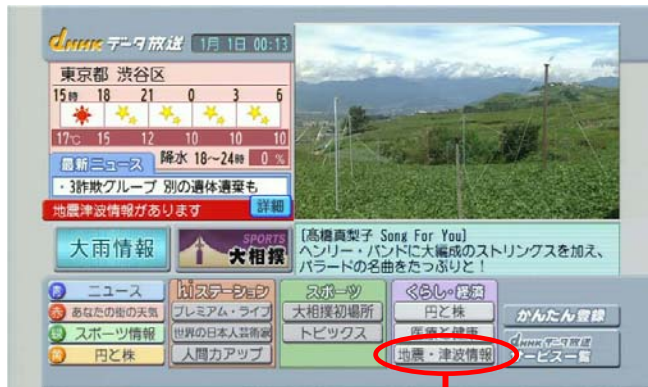 dNHK データ放送 1月 1日 00:13
東京都 渋谷区
15時 18 21 0 3 6
17℃ 15 12 10 10 10
最新ニュース 降水 18〜24時 0 %
・3詐欺グループ 別の遺体遺棄も
地震津波情報があります 詳細
大雨情報 SPORTS 大相撲
[高橋真梨子 Song For You]
ヘンリー・バンドに大編成のストリングスを加え、
バラードの名曲をたっぷりと!
青 ニュース hiステーション スポーツ くらし・経済
赤 あなたの街の天気 プレミアム・ライブ 大相撲初場所 円と株 かんたん登録
緑 スポーツ情報 世界の日本人芸術家 トピックス 医療と健康
黄 円と株 人間力アップ 地震・津波情報 サービス一覧